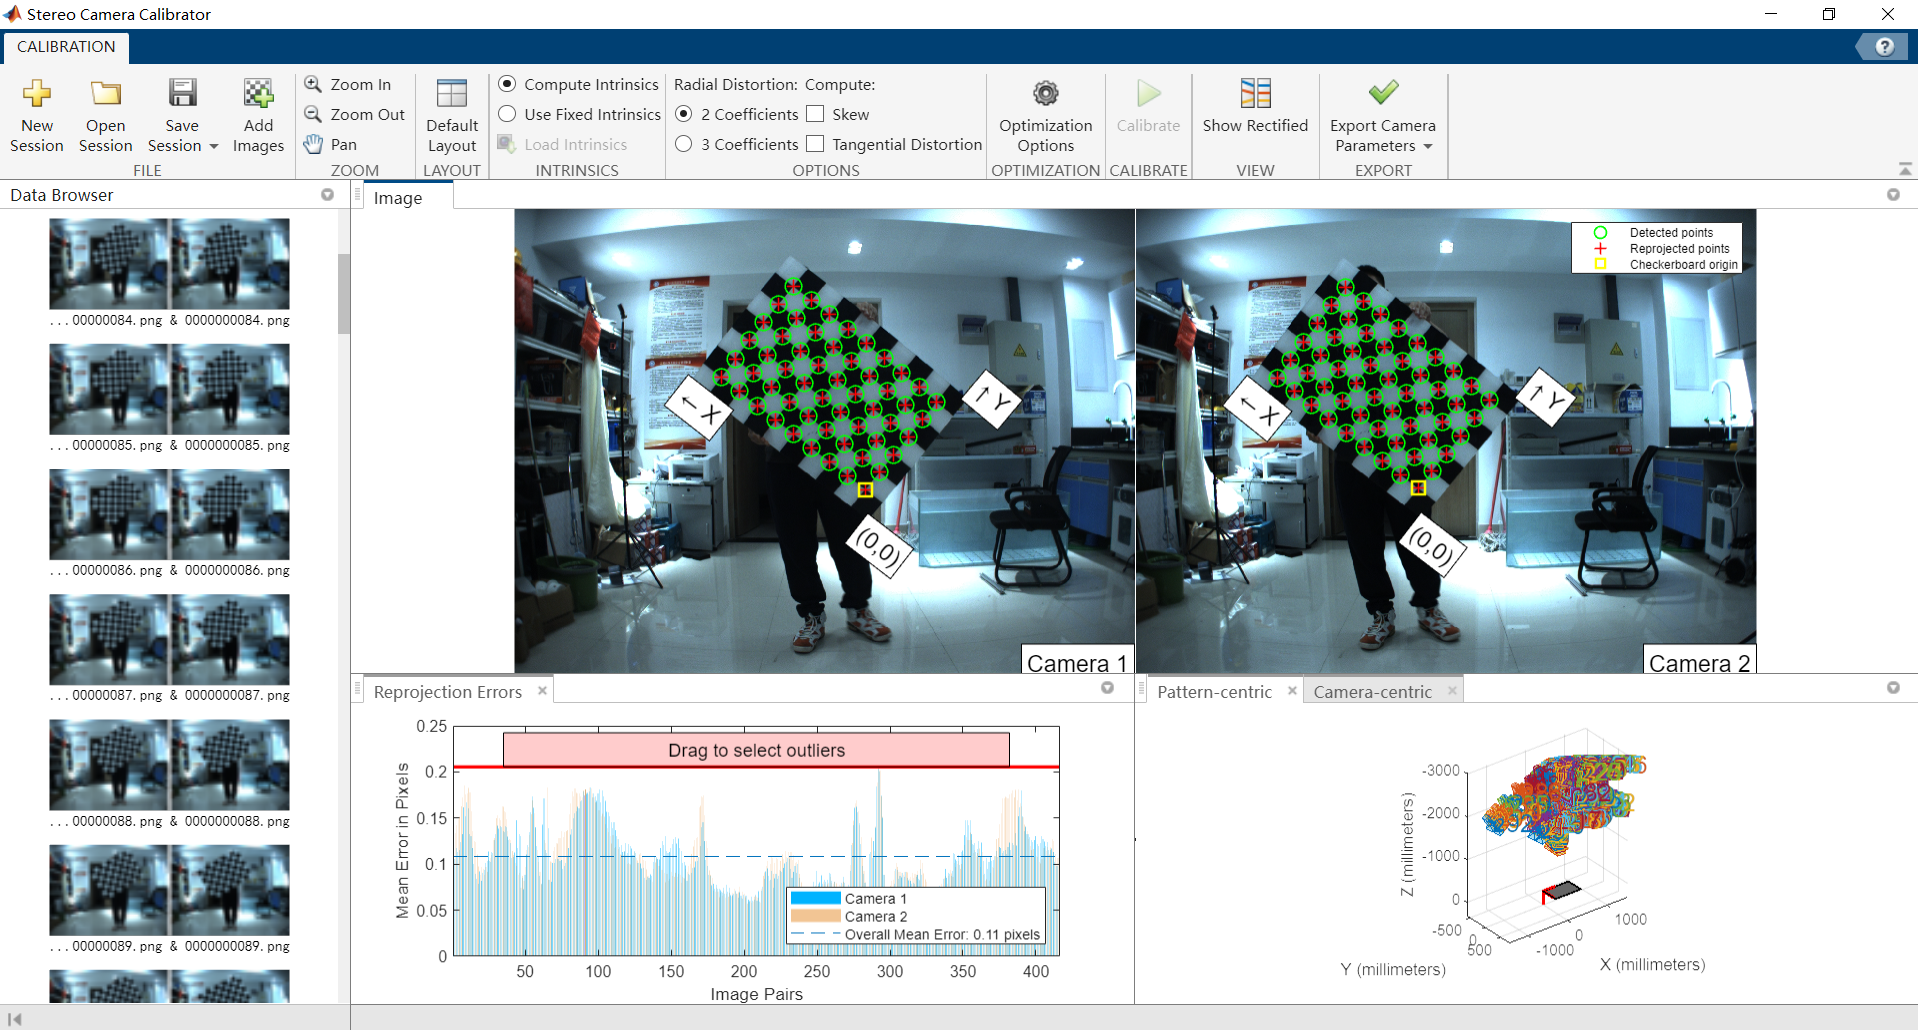 Stereo Camera Calibrator
CALIBRATION
?
New Session
Open Session
Save Session
Add Images
FILE
Zoom In
Zoom Out
Pan
ZOOM
Default Layout
LAYOUT
Compute Intrinsics
Use Fixed Intrinsics
Load Intrinsics
INTRINSICS
Radial Distortion:
2 Coefficients
3 Coefficients
Compute:
Skew
Tangential Distortion
OPTIONS
Optimization Options
OPTIMIZATION
Calibrate
CALIBRATE
Show Rectified
VIEW
Export Camera Parameters
EXPORT
Data Browser
...00000084.png & 0000000084.png
...00000085.png & 0000000085.png
...00000086.png & 0000000086.png
...00000087.png & 0000000087.png
...00000088.png & 0000000088.png
...00000089.png & 0000000089.png
Image
← X
↑ Y
(0,0)
Camera 1
Detected points
Reprojected points
Checkerboard origin
← X
↑ Y
(0,0)
Camera 2
Reprojection Errors
Drag to select outliers
Mean Error in Pixels
0.25
0.2
0.15
0.1
0.05
0
50
100
150
200
250
300
350
400
Image Pairs
Camera 1
Camera 2
Overall Mean Error: 0.11 pixels
Pattern-centric
Camera-centric
Z (millimeters)
-3000
-2000
-1000
0
-500
0
500
Y (millimeters)
-1000
0
1000
X (millimeters)